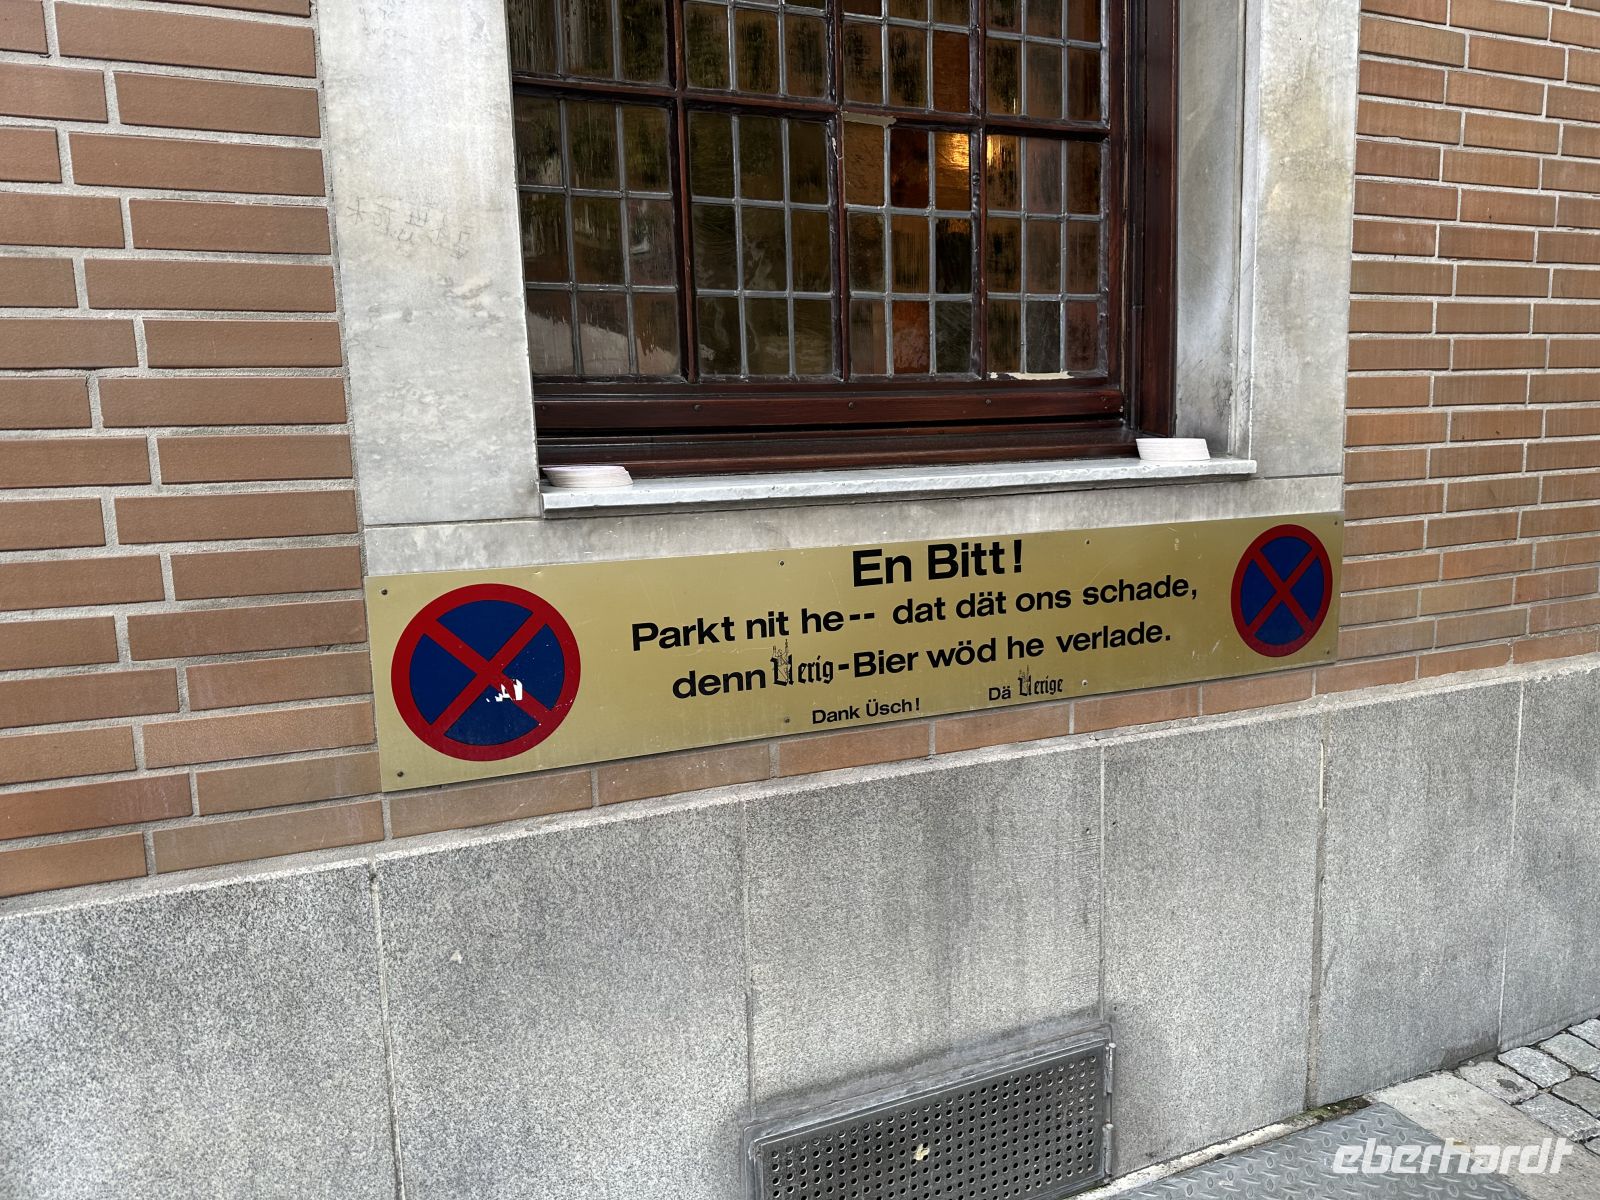 En Bitt!
Parkt nit he-- dat dät ons schade,
denn Uerig-Bier wöd he verlade.
Dank Üsch! Dä Uerige
eberhardt